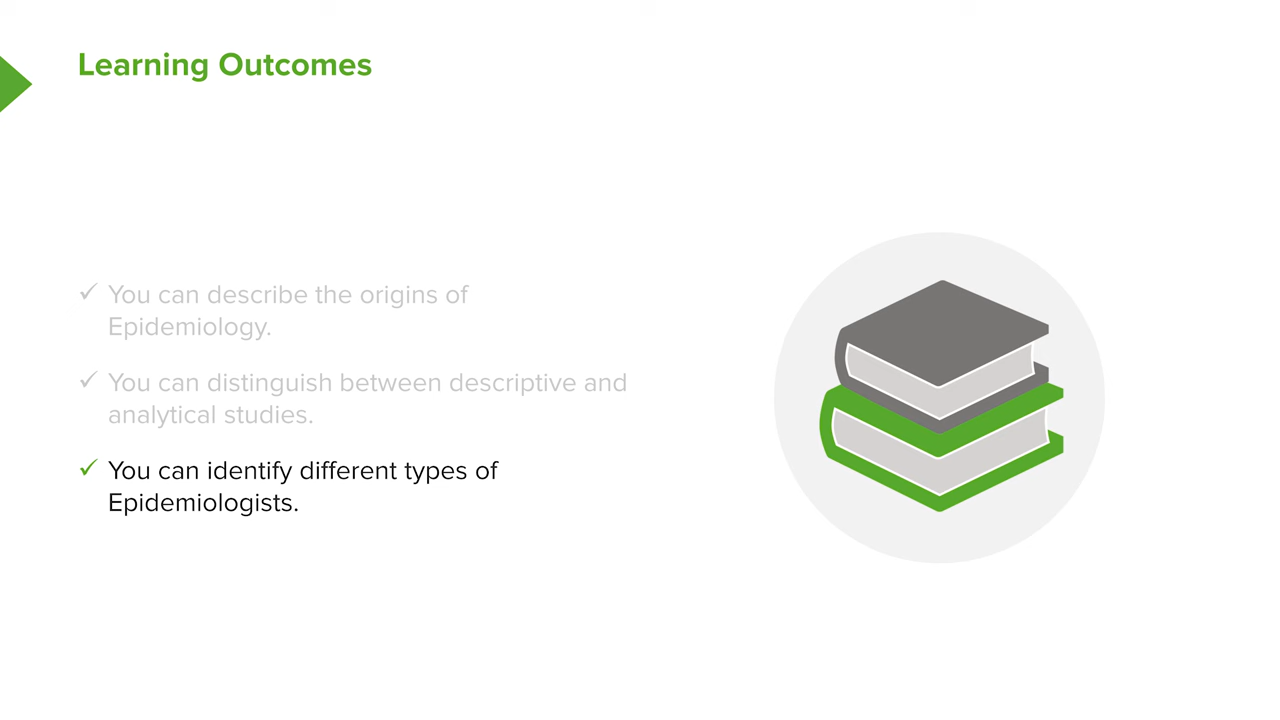 Learning Outcomes
✓ You can describe the origins of
Epidemiology.
✓ You can distinguish between descriptive and
analytical studies.
✓ You can identify different types of
Epidemiologists.